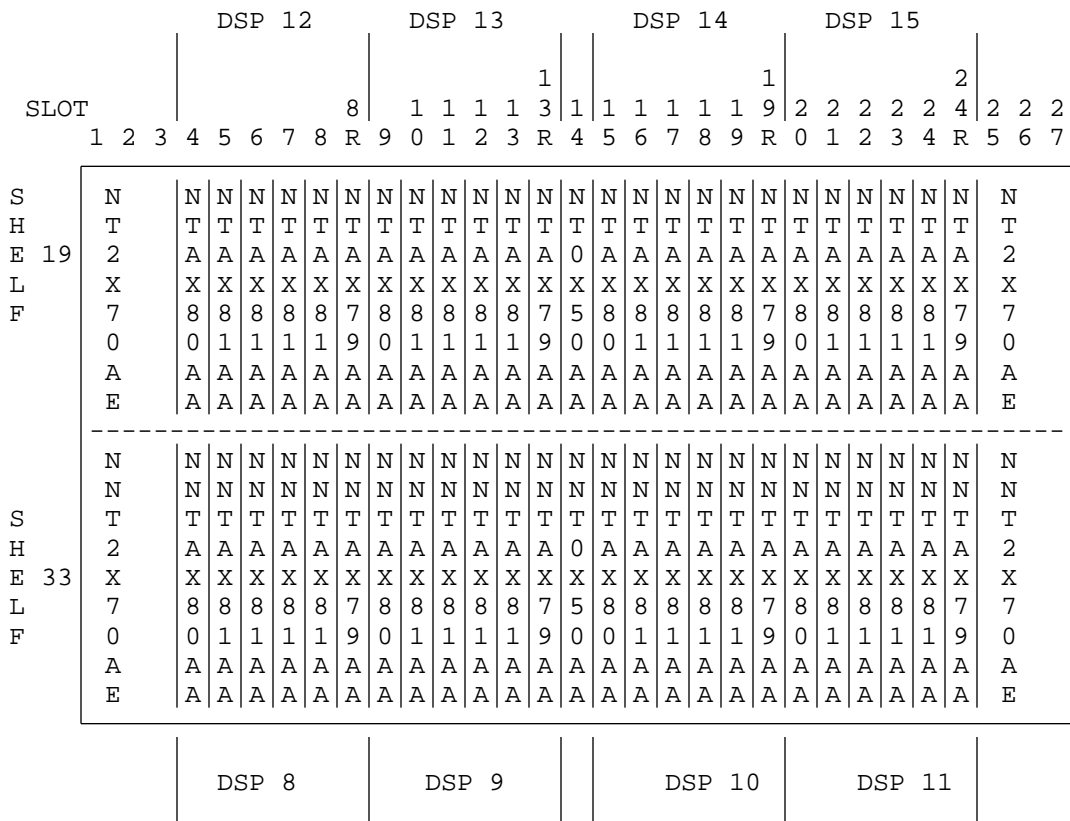 DSP 12 DSP 13 DSP 14 DSP 15
1 1 2
SLOT 8 1 1 1 1 3 1 1 1 1 1 1 9 2 2 2 2 2 4 2 2 2
1 2 3 4 5 6 7 8 R 9 0 1 2 3 R 4 5 6 7 8 9 R 0 1 2 3 4 R 5 6 7
S N N N N N N N N N N N N N N N N N N N N N N N N N N N
H T T T T T T T T T T T T T T T T T T T T T T T T T T T
E 19 2 A A A A A A A A A A A A 0 A A A A A A A A A A A A 2
L X X X X X X X X X X X X X X X X X X X X X X X X X X X
F 7 8 8 8 8 8 7 8 8 8 8 8 7 5 8 8 8 8 8 7 8 8 8 8 8 7 7
0 0 1 1 1 1 9 0 1 1 1 1 9 0 0 1 1 1 1 9 0 1 1 1 1 9 0
A A A A A A A A A A A A A A A A A A A A A A A A A A A
E A A A A A A A A A A A A A A A A A A A A A A A A A E
N N N N N N N N N N N N N N N N N N N N N N N N N N N
N N N N N N N N N N N N N N N N N N N N N N N N N N N
S T T T T T T T T T T T T T T T T T T T T T T T T T T T
H 2 A A A A A A A A A A A A 0 A A A A A A A A A A A A 2
E 33 X X X X X X X X X X X X X X X X X X X X X X X X X X X
L 7 8 8 8 8 8 7 8 8 8 8 8 7 5 8 8 8 8 8 7 8 8 8 8 8 7 7
F 0 0 1 1 1 1 9 0 1 1 1 1 9 0 0 1 1 1 1 9 0 1 1 1 1 9 0
A A A A A A A A A A A A A A A A A A A A A A A A A A A
E A A A A A A A A A A A A A A A A A A A A A A A A A E
DSP 8 DSP 9 DSP 10 DSP 11